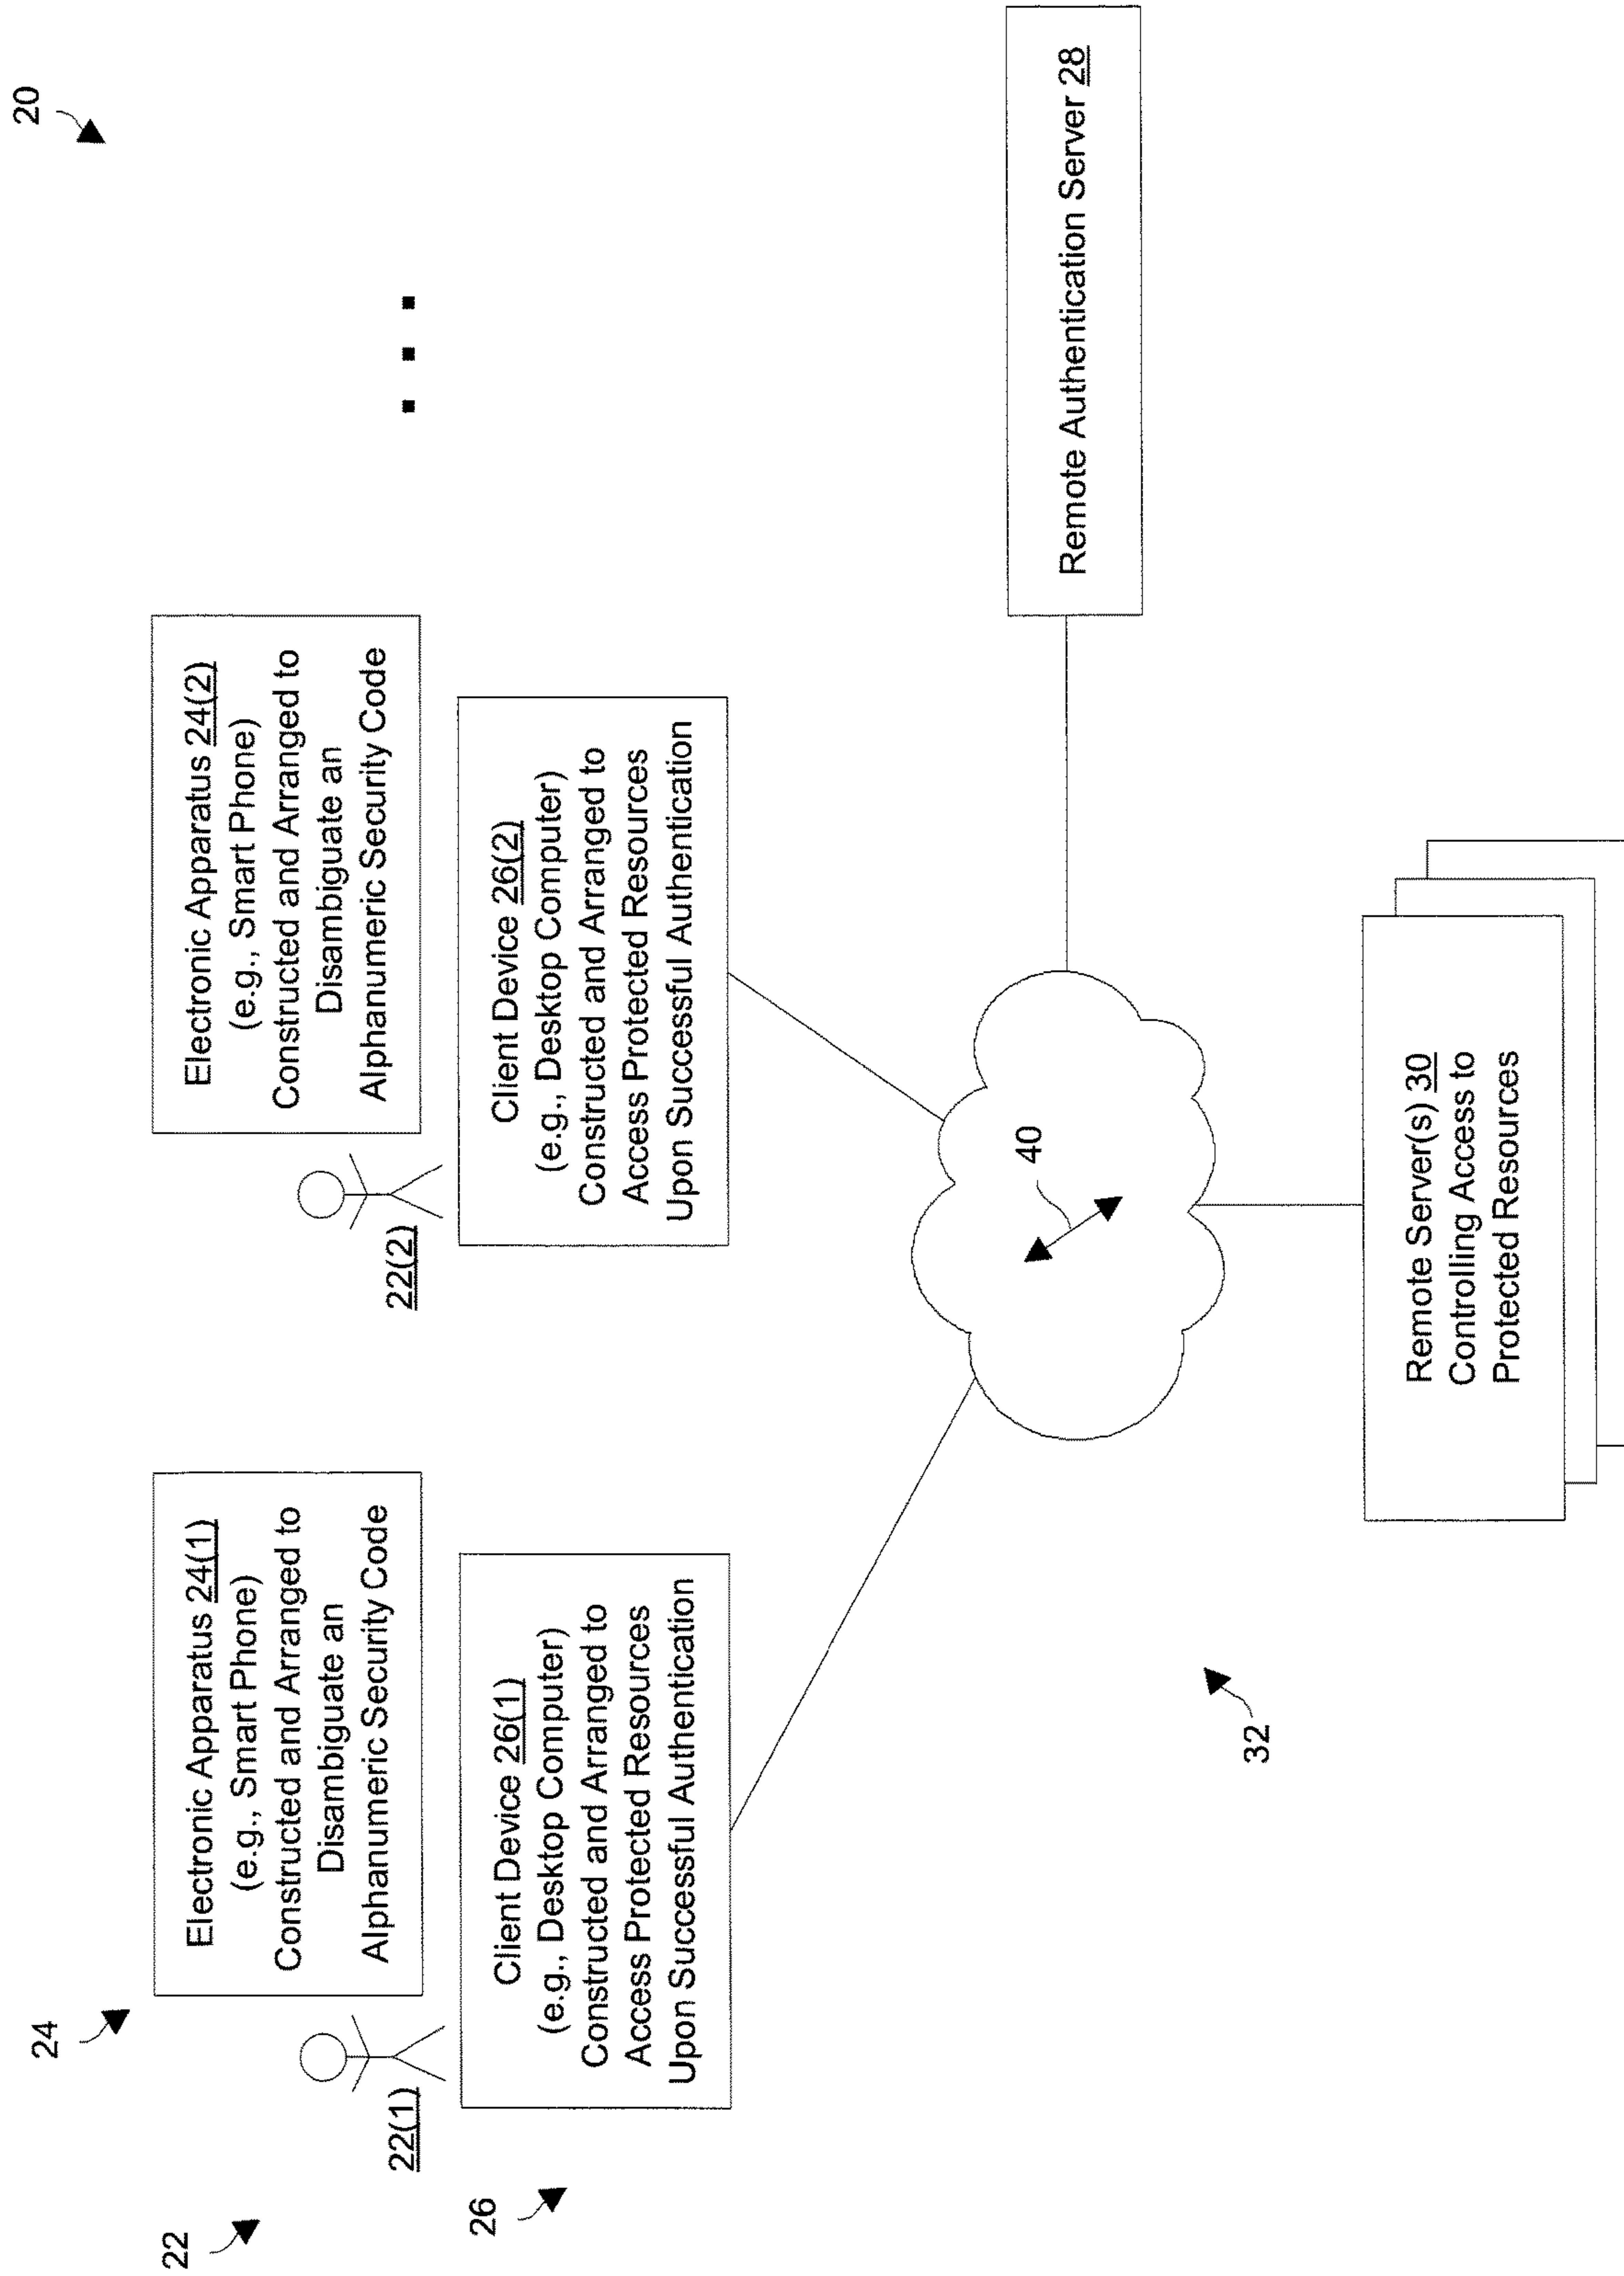 20
24
22
26
Electronic Apparatus 24(1)
(e.g., Smart Phone)
Constructed and Arranged to
Disambiguate an
Alphanumeric Security Code
22(1)
Client Device 26(1)
(e.g., Desktop Computer)
Constructed and Arranged to
Access Protected Resources
Upon Successful Authentication
Electronic Apparatus 24(2)
(e.g., Smart Phone)
Constructed and Arranged to
Disambiguate an
Alphanumeric Security Code
22(2)
Client Device 26(2)
(e.g., Desktop Computer)
Constructed and Arranged to
Access Protected Resources
Upon Successful Authentication
40
32
Remote Authentication Server 28
Remote Server(s) 30
Controlling Access to
Protected Resources